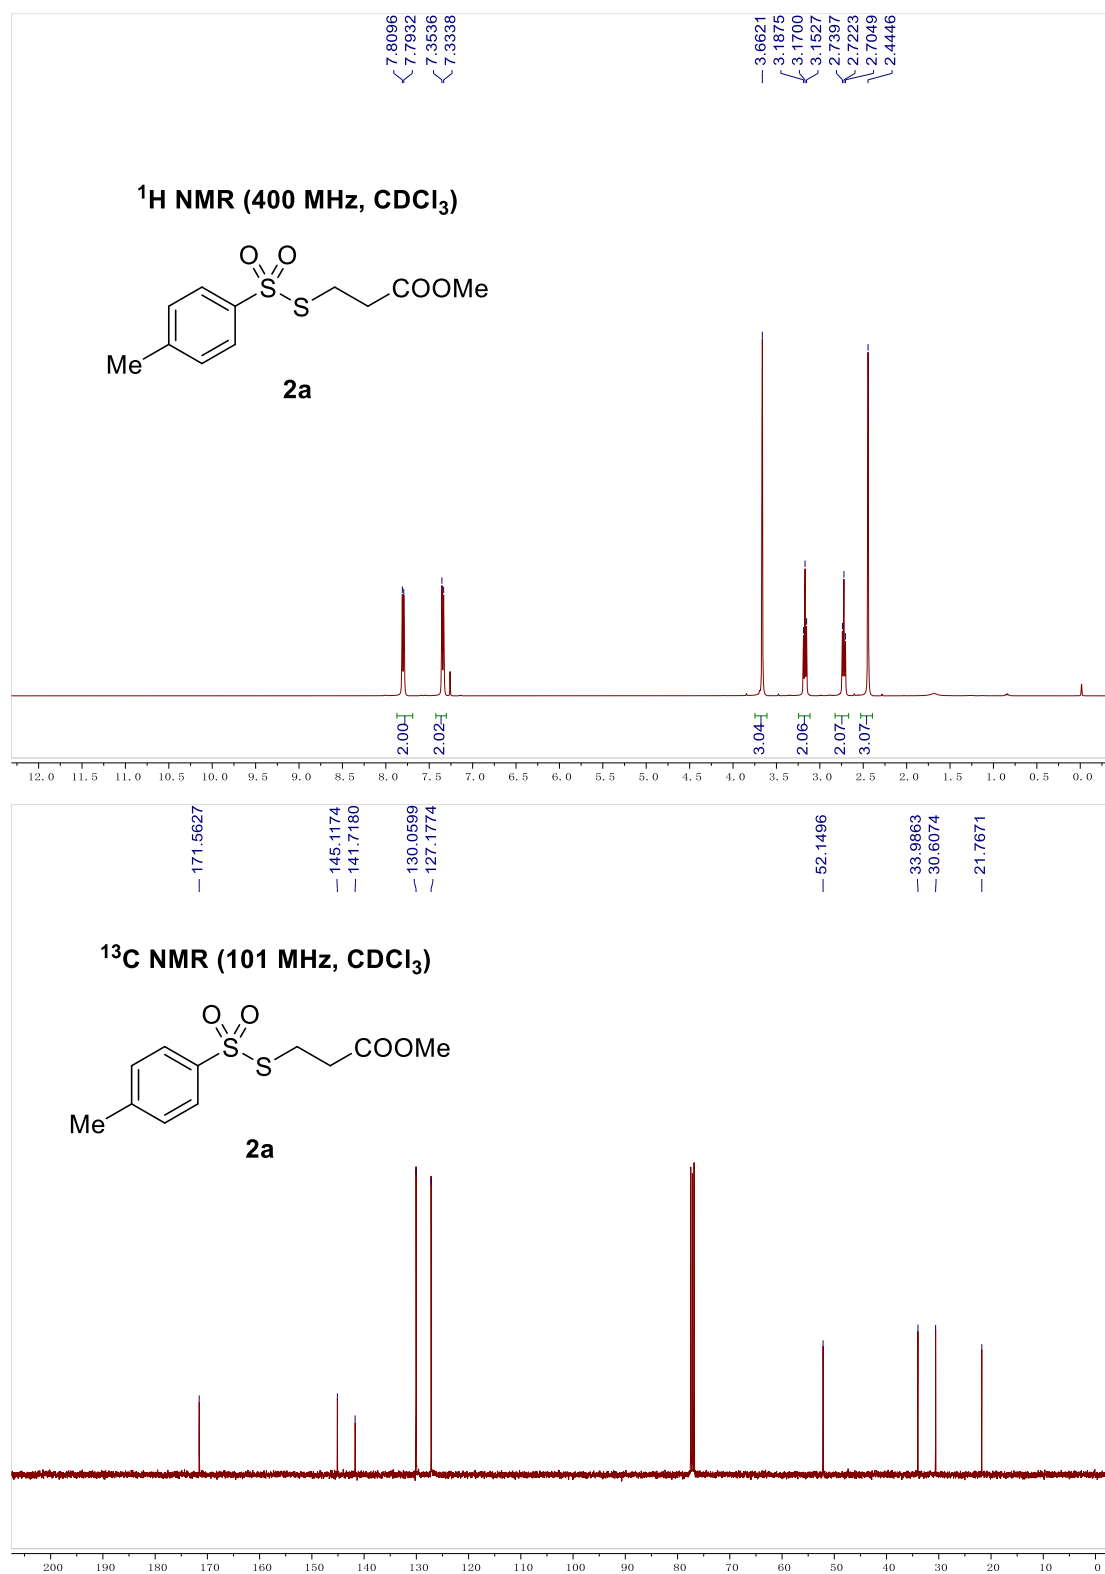 7.8096
7.7932
7.3536
7.3338
3.6621
3.1875
3.1700
3.1527
2.7397
2.7223
2.7049
2.4446
¹H NMR (400 MHz, CDCl₃)
O O
S
S
COOMe
Me
2a
2.00
2.02
3.04
2.06
2.07
3.07
12.0 11.5 11.0 10.5 10.0 9.5 9.0 8.5 8.0 7.5 7.0 6.5 6.0 5.5 5.0 4.5 4.0 3.5 3.0 2.5 2.0 1.5 1.0 0.5 0.0
171.5627
145.1174
141.7180
130.0599
127.1774
52.1496
33.9863
30.6074
21.7671
¹³C NMR (101 MHz, CDCl₃)
O O
S
S
COOMe
Me
2a
200 190 180 170 160 150 140 130 120 110 100 90 80 70 60 50 40 30 20 10 0